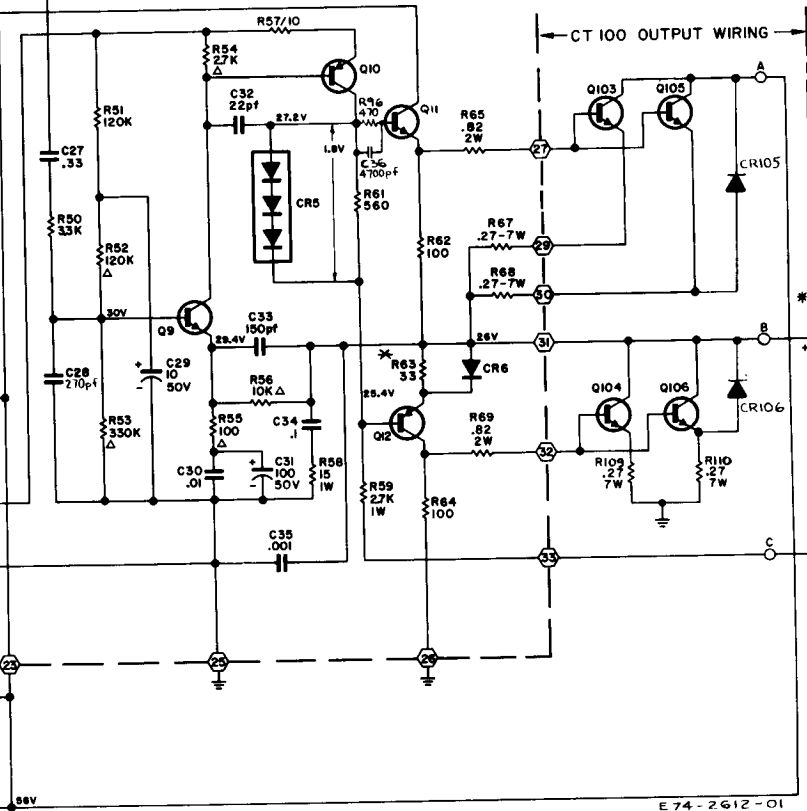 R57/10
CT 100 OUTPUT WIRING
R54
2.7K
△
Q10
A
Q103
Q105
C32
22pf
27.2V
R96
470
Q11
R65
.82
2W
R51
120K
27
1.8V
C36
4700pf
C27
.33
CR105
CR5
R61
560
R50
3.3K
R67
.27-7W
29
R52
120K
△
R62
100
R68
.27-7W
30
*
30V
Q9
C33
150pf
29.4V
26V
31
B
*
R63
33
CR6
C28
270pf
+
-
C29
10
50V
R56
10K △
25.4V
Q104
Q106
CR106
R53
330K
△
R55
100
△
C34
.1
Q12
R69
.82
2W
32
C30
.01
+
-
C31
100
50V
R58
15
1W
R59
2.7K
1W
R64
100
R109
.27
7W
R110
.27
7W
C35
.001
33
C
23
25
26
56V
E74-2612-01